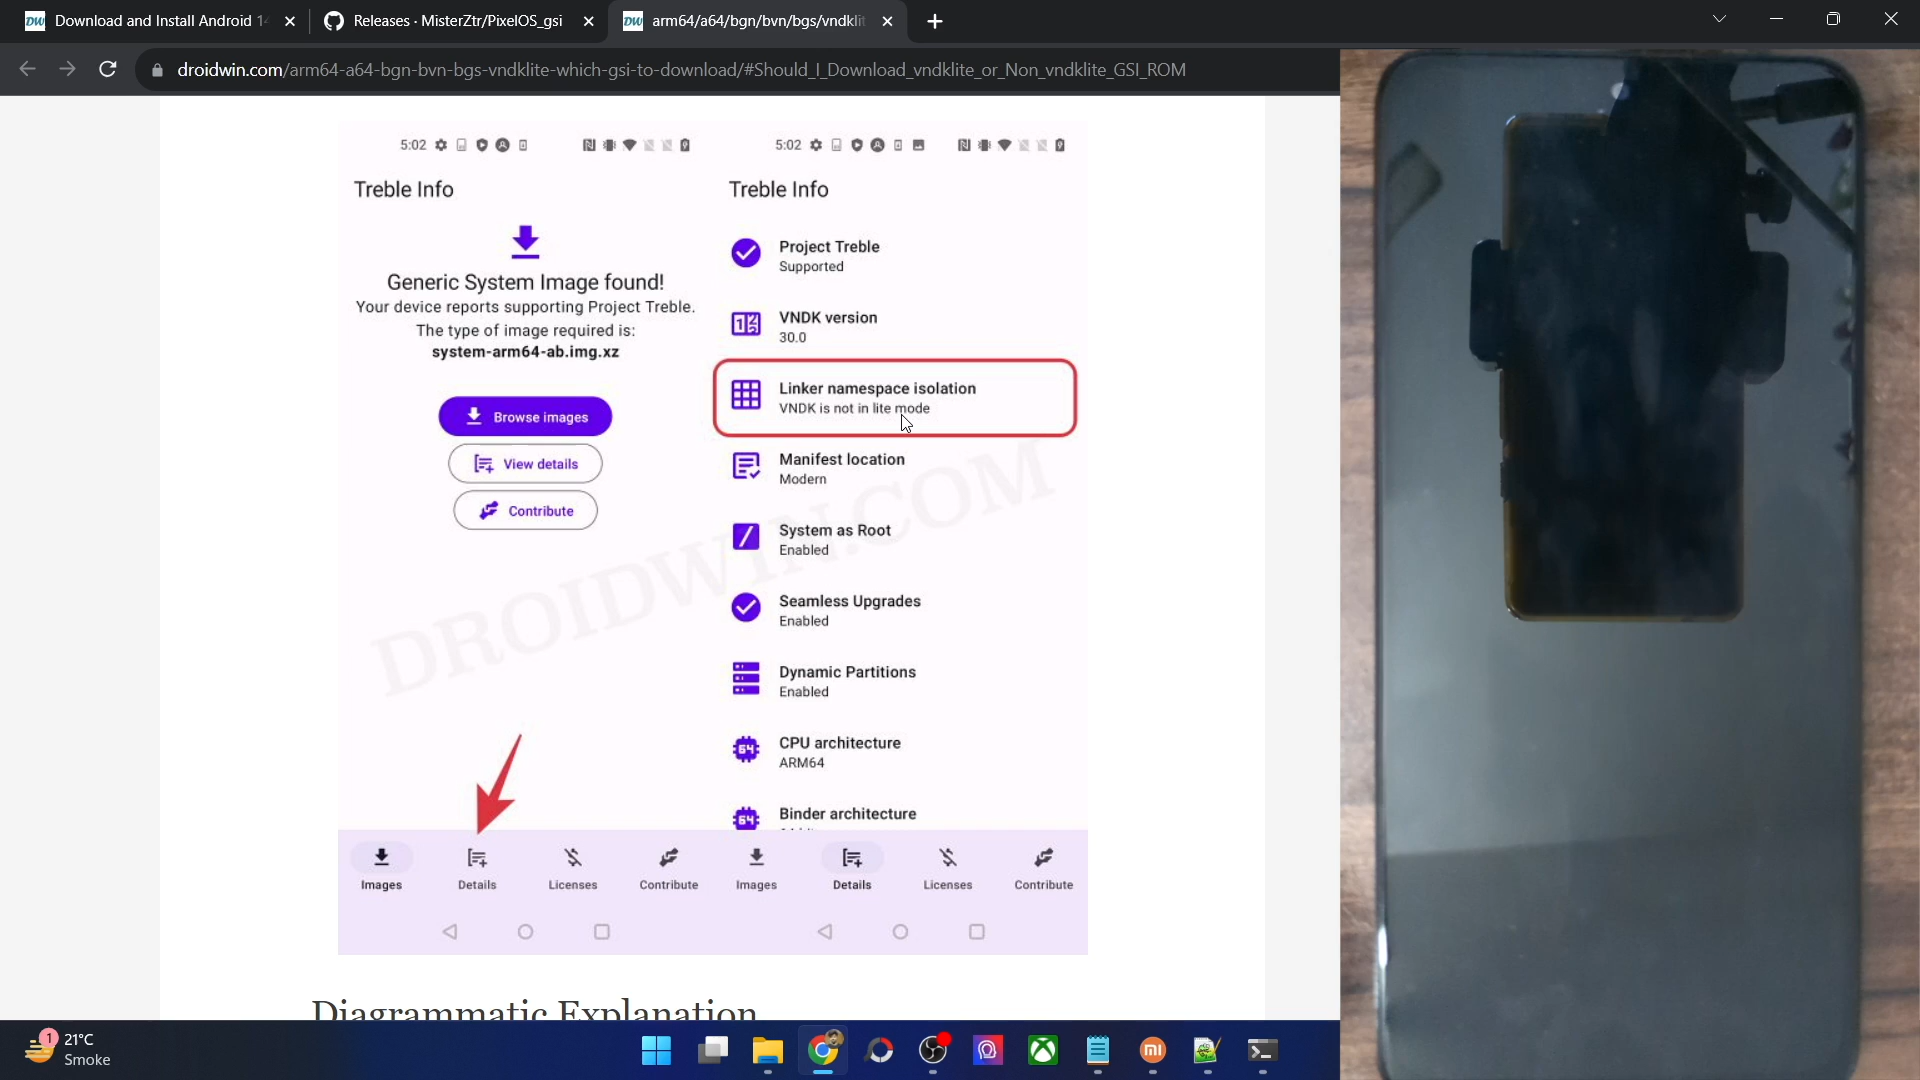 Download and Install Android 14
Releases · MisterZtr/PixelOS_gsi
arm64/a64/bgn/bvn/bgs/vndklit
droidwin.com/arm64-a64-bgn-bvn-bgs-vndklite-which-gsi-to-download/#Should_I_Download_vndklite_or_Non_vndklite_GSI_ROM
5:02
Treble Info
Generic System Image found!
Your device reports supporting Project Treble.
The type of image required is:
system-arm64-ab.img.xz
Browse images
View details
Contribute
Images
Details
Licenses
Contribute
5:02
Treble Info
Project Treble
Supported
VNDK version
30.0
Linker namespace isolation
VNDK is not in lite mode
Manifest location
Modern
System as Root
Enabled
Seamless Upgrades
Enabled
Dynamic Partitions
Enabled
CPU architecture
ARM64
Binder architecture
Images
Details
Licenses
Contribute
DROIDWIN.COM
Diagrammatic Explanation
1
21°C
Smoke